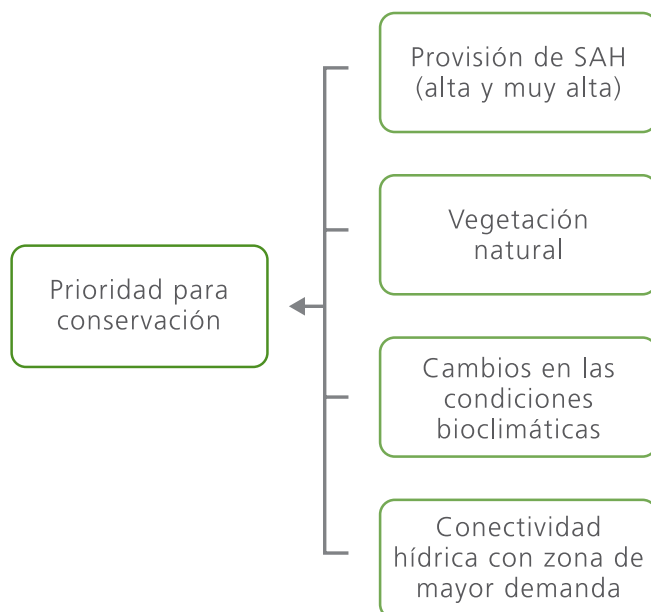 Provisión de SAH
(alta y muy alta)
Vegetación
natural
Prioridad para
conservación
Cambios en las
condiciones
bioclimáticas
Conectividad
hídrica con zona de
mayor demanda